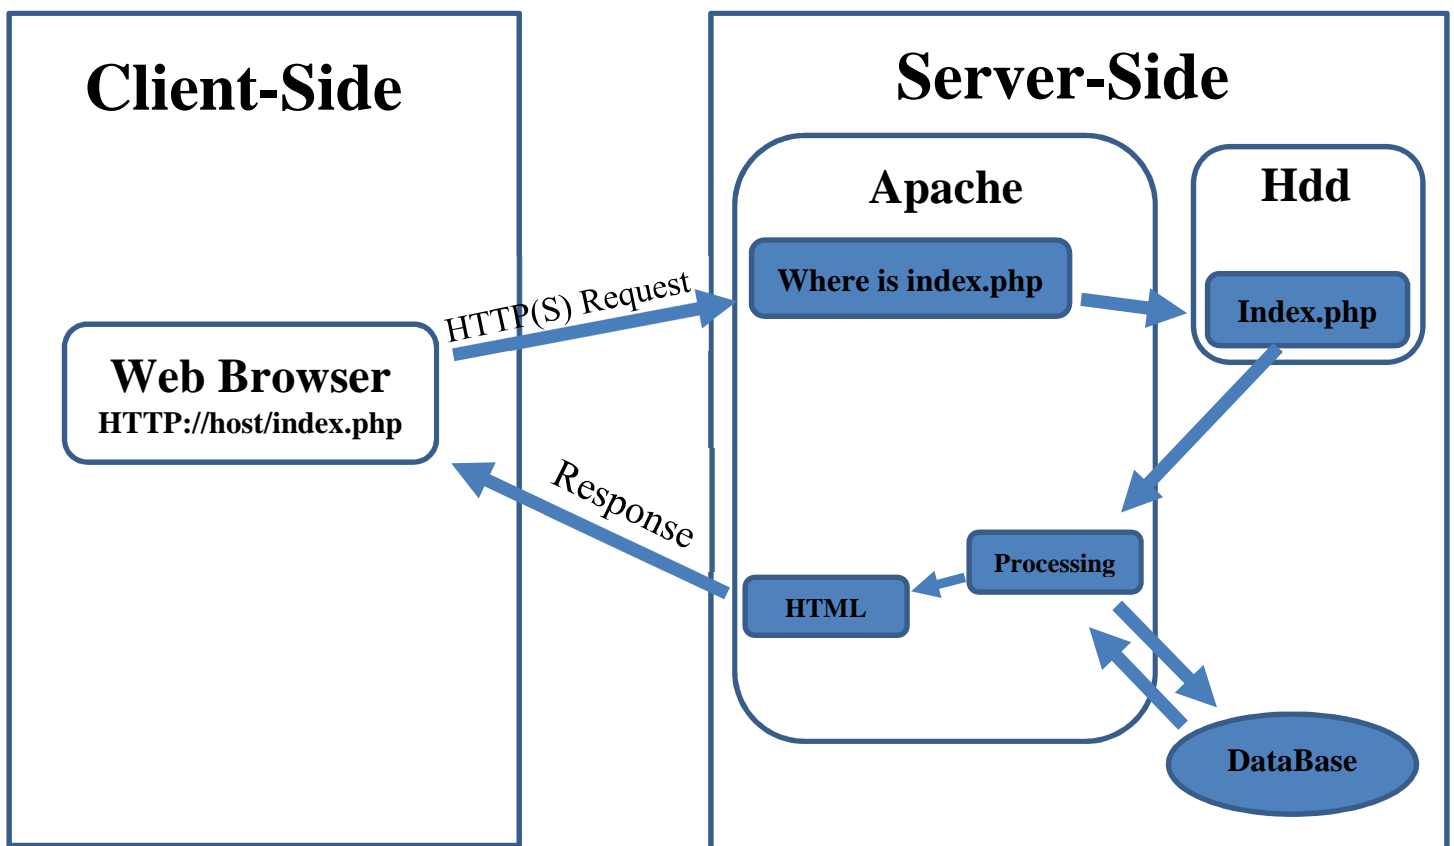 Client-Side
Web Browser
HTTP://host/index.php
HTTP(S) Request
Response
Server-Side
Apache
Where is index.php
Hdd
Index.php
Processing
HTML
DataBase